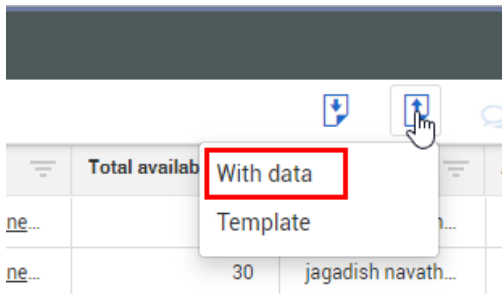 Total availab
With data
Template
ne...
h...
ne...
30
jagadish navath...